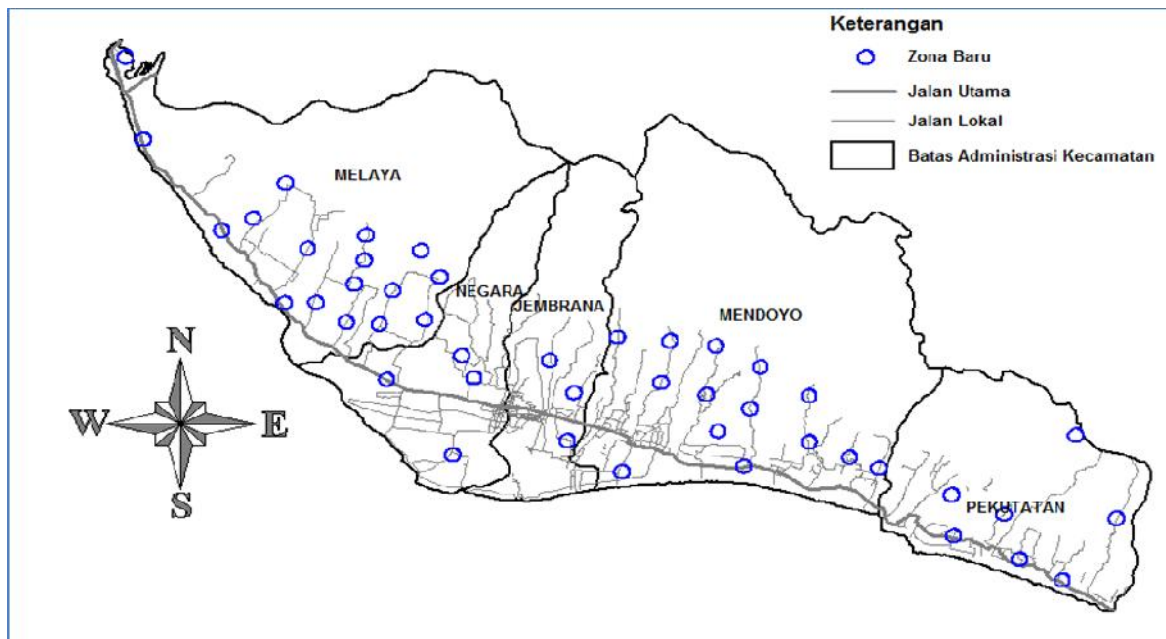 Keterangan
Zona Baru
Jalan Utama
Jalan Lokal
Batas Administrasi Kecamatan
MELAYA
NEGARA
JEMBRANA
MENDOYO
PEKUTATAN
N
W
E
S